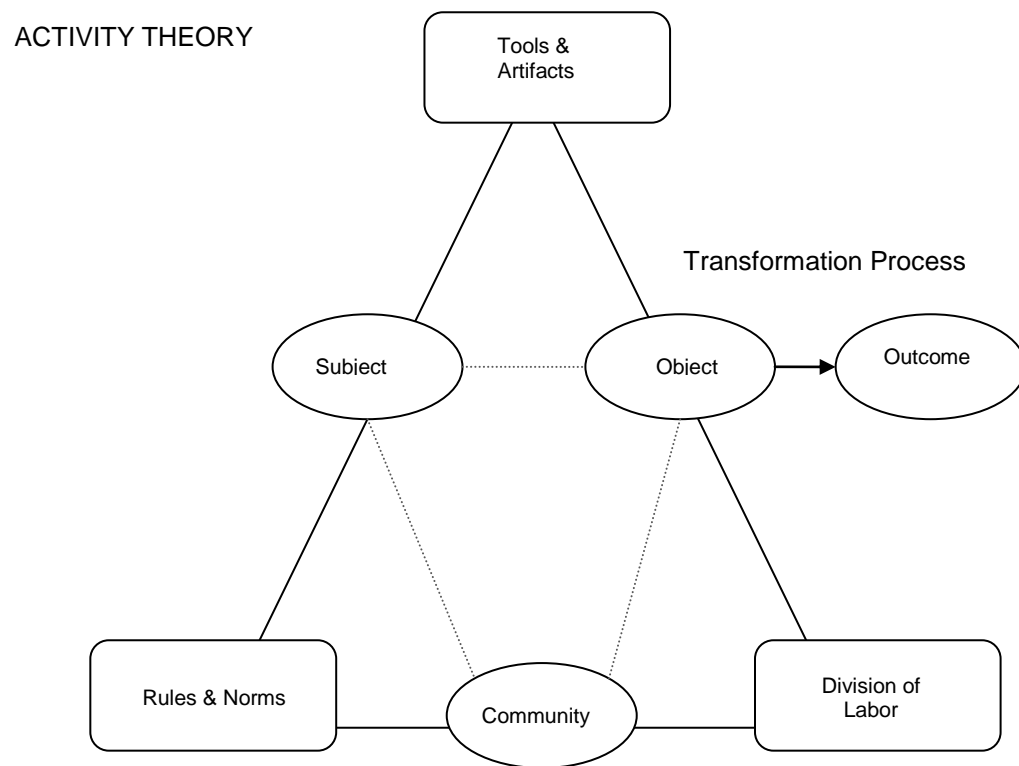 ACTIVITY THEORY
Tools &
Artifacts
Transformation Process
Subject
Object
Outcome
Rules & Norms
Community
Division of
Labor